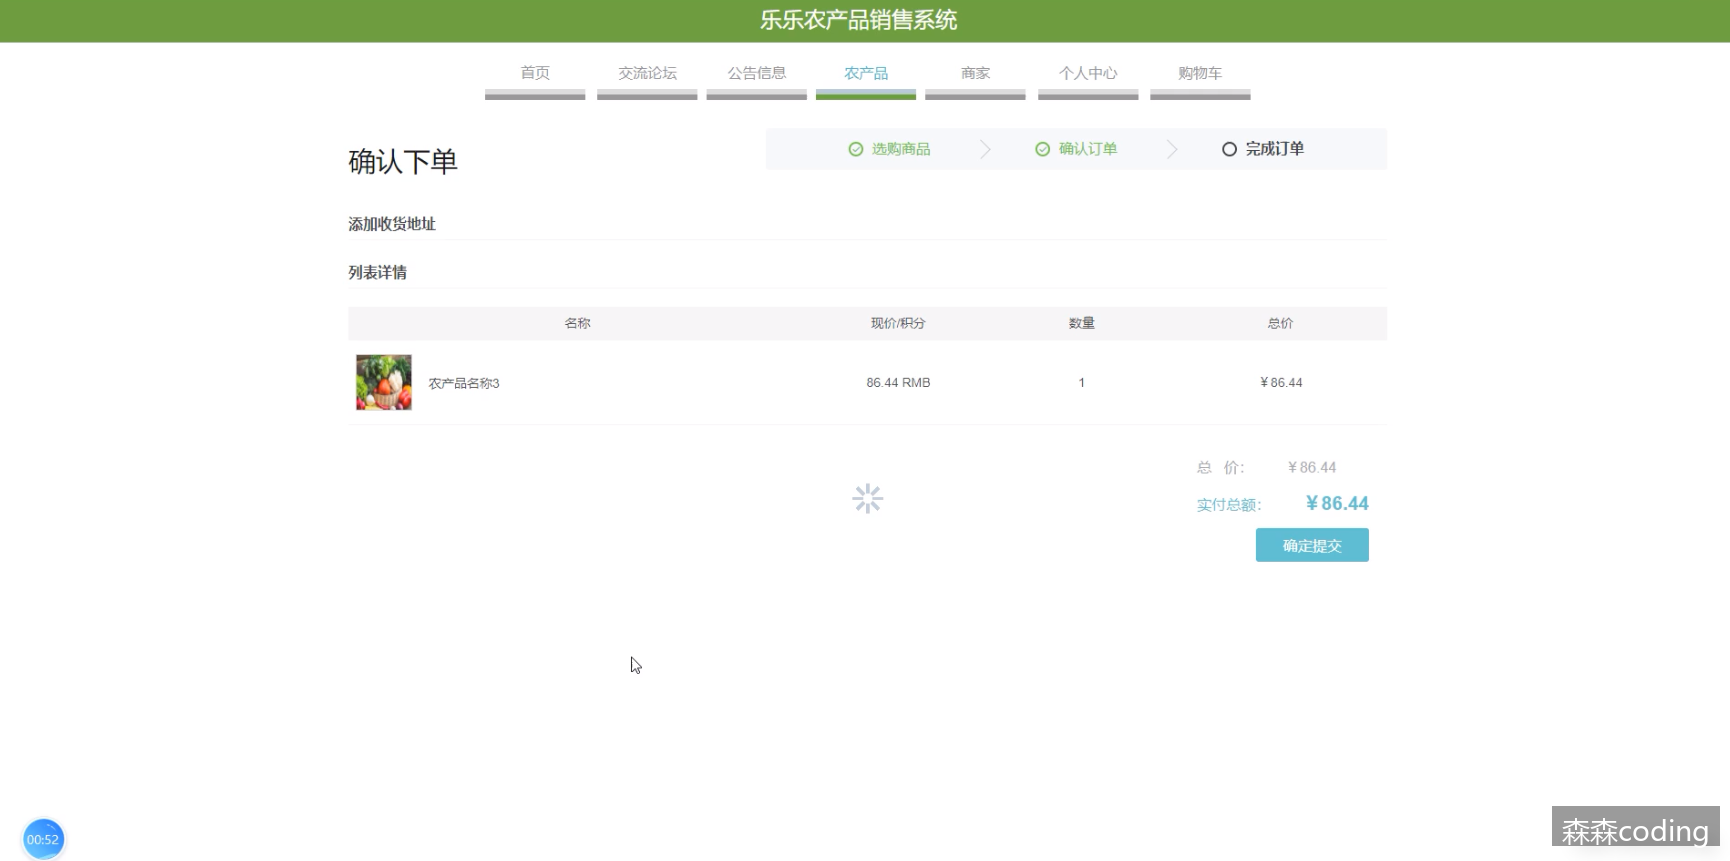 乐乐农产品销售系统
首页 交流论坛 公告信息 农产品 商家 个人中心 购物车
确认下单
选购商品 确认订单 完成订单
添加收货地址
列表详情
名称 现价/积分 数量 总价
农产品名称3 86.44 RMB 1 ¥ 86.44
总 价： ¥ 86.44
实付总额： ¥ 86.44
确定提交
00:52
森森coding